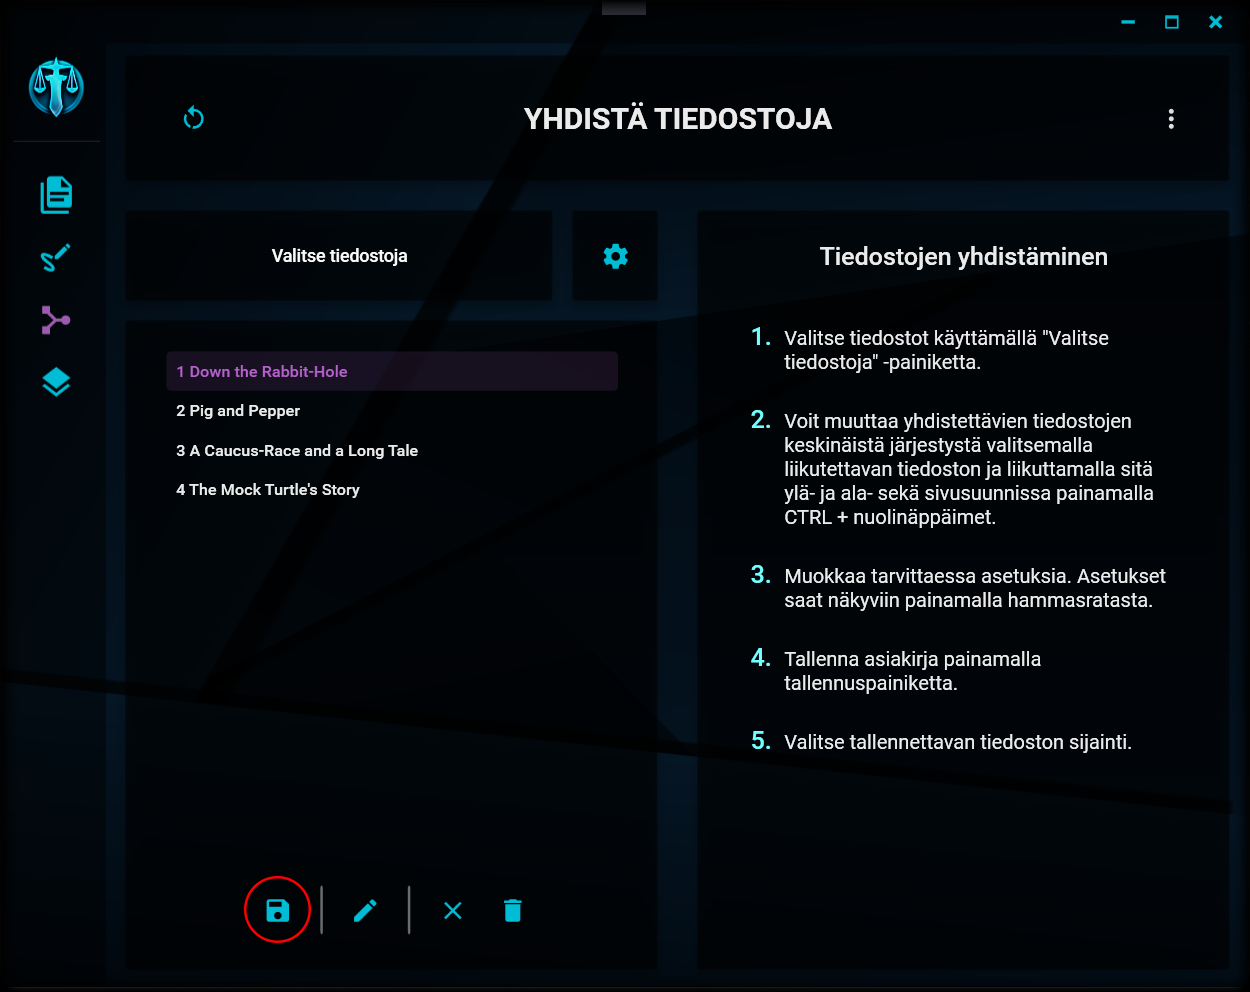 YHDISTÄ TIEDOSTOJA
Valitse tiedostoja
1 Down the Rabbit-Hole
2 Pig and Pepper
3 A Caucus-Race and a Long Tale
4 The Mock Turtle's Story
Tiedostojen yhdistäminen
1. Valitse tiedostot käyttämällä "Valitse
tiedostoja" -painiketta.
2. Voit muuttaa yhdistettävien tiedostojen
keskinäistä järjestystä valitsemalla
liikutettavan tiedoston ja liikuttamalla sitä
ylä- ja ala- sekä sivusuunnissa painamalla
CTRL + nuolinäppäimet.
3. Muokkaa tarvittaessa asetuksia. Asetukset
saat näkyviin painamalla hammasratasta.
4. Tallenna asiakirja painamalla
tallennuspainiketta.
5. Valitse tallennettavan tiedoston sijainti.